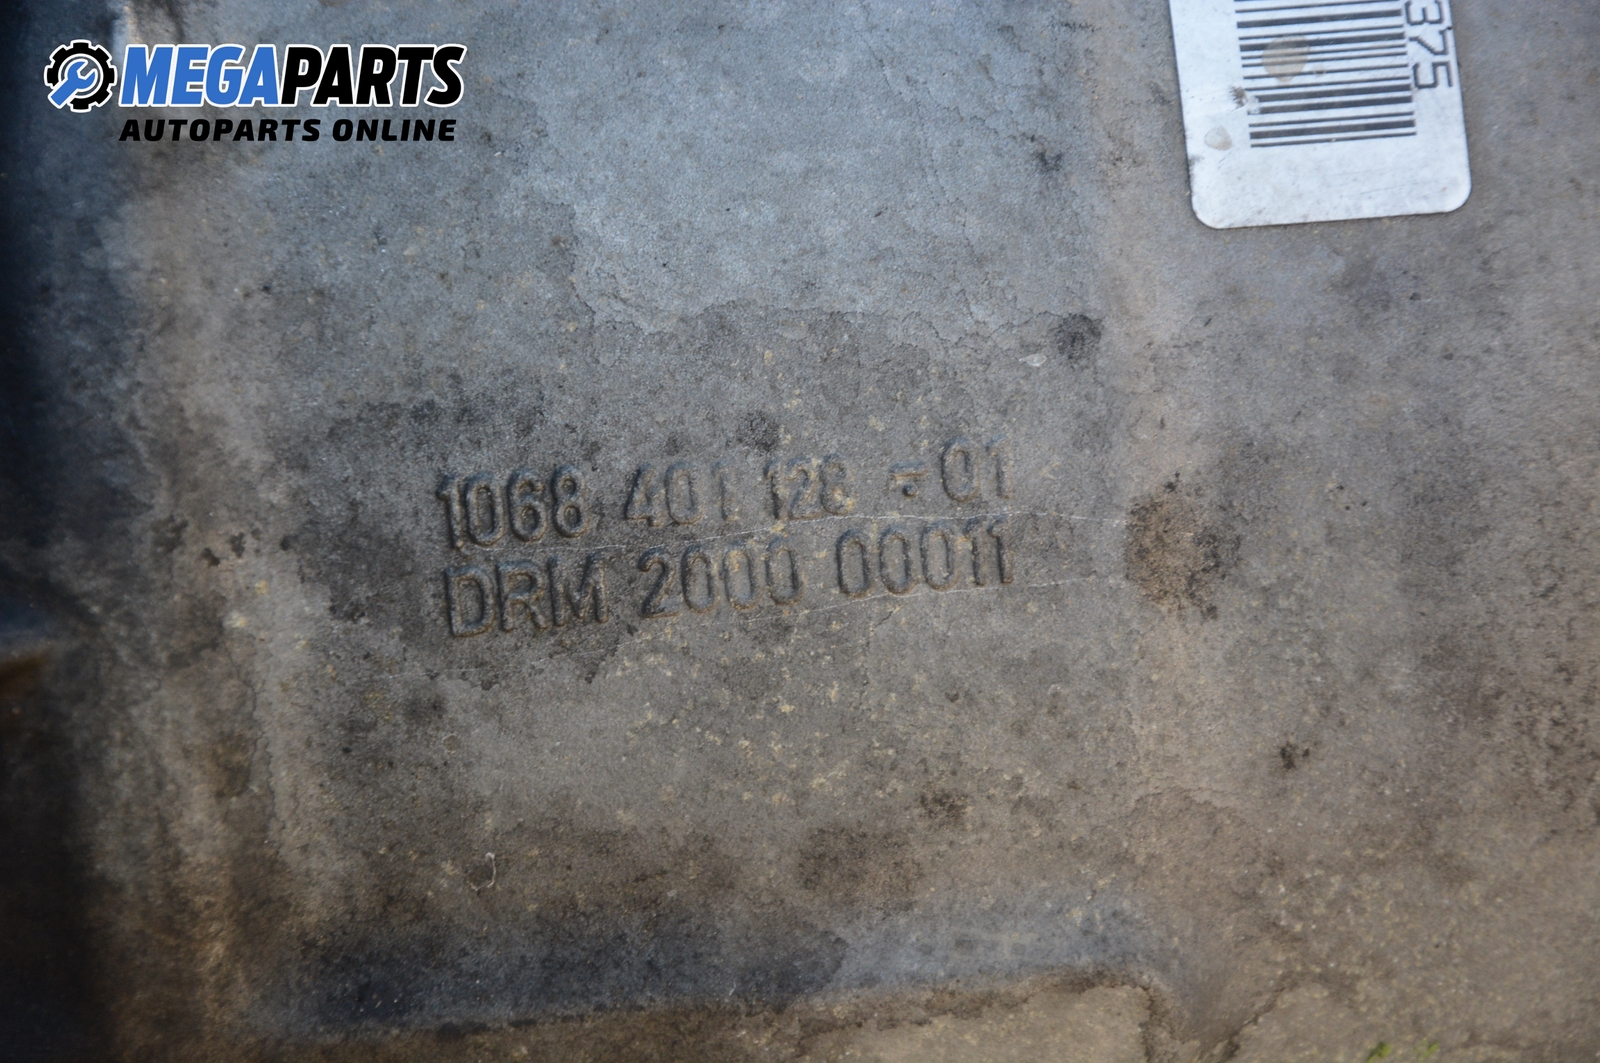 MEGAPARTS
AUTOPARTS ONLINE
375
1068 401 128 - 01
DRM 2000 00011